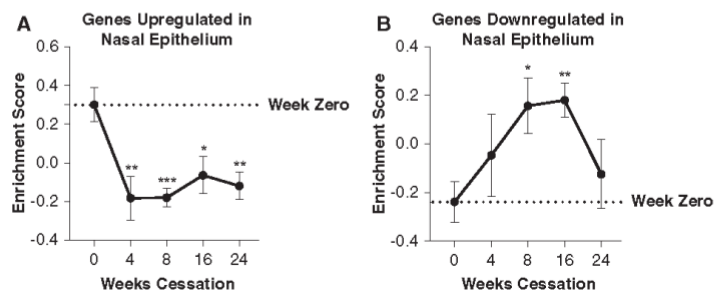 A
Genes Upregulated in
Nasal Epithelium
Enrichment Score
0.6
0.4
0.2
0.0
-0.2
-0.4
Week Zero
**
***
*
**
0 4 8 16 24
Weeks Cessation
B
Genes Downregulated in
Nasal Epithelium
Enrichment Score
0.4
0.2
0.0
-0.2
-0.4
*
**
Week Zero
0 4 8 16 24
Weeks Cessation